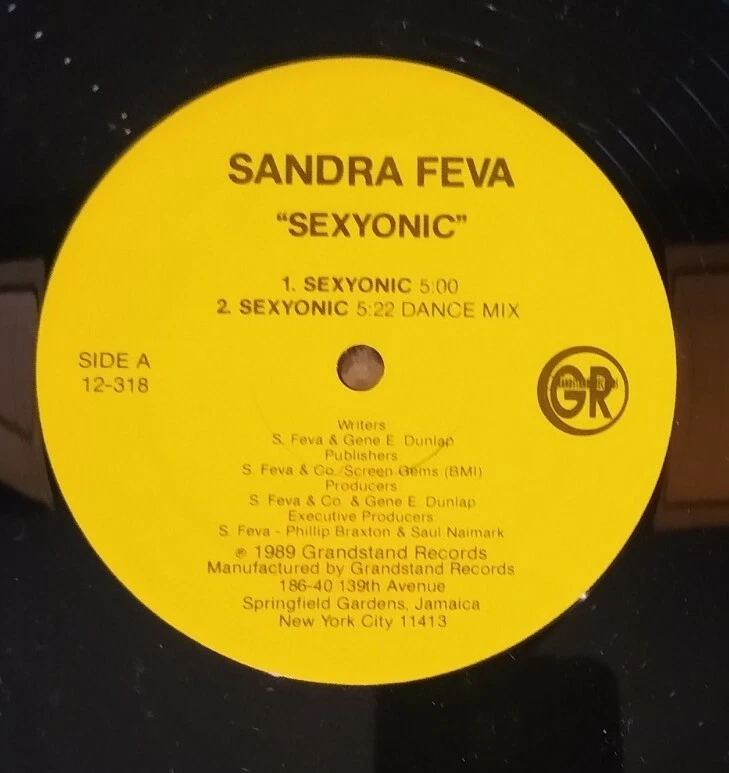 SANDRA FEVA
"SEXYONIC"
1. SEXYONIC 5:00
2. SEXYONIC 5:22 DANCE MIX
SIDE A
12-318
GR
GRANDSTAND
Writers
S. Feva & Gene E. Dunlap
Publishers
S. Feva & Co./Screen Gems (BMI)
Producers
S. Feva & Co. & Gene E. Dunlap
Executive Producers
S. Feva - Phillip Braxton & Saul Naimark
℗ 1989 Grandstand Records
Manufactured by Grandstand Records
186-40 139th Avenue
Springfield Gardens, Jamaica
New York City 11413